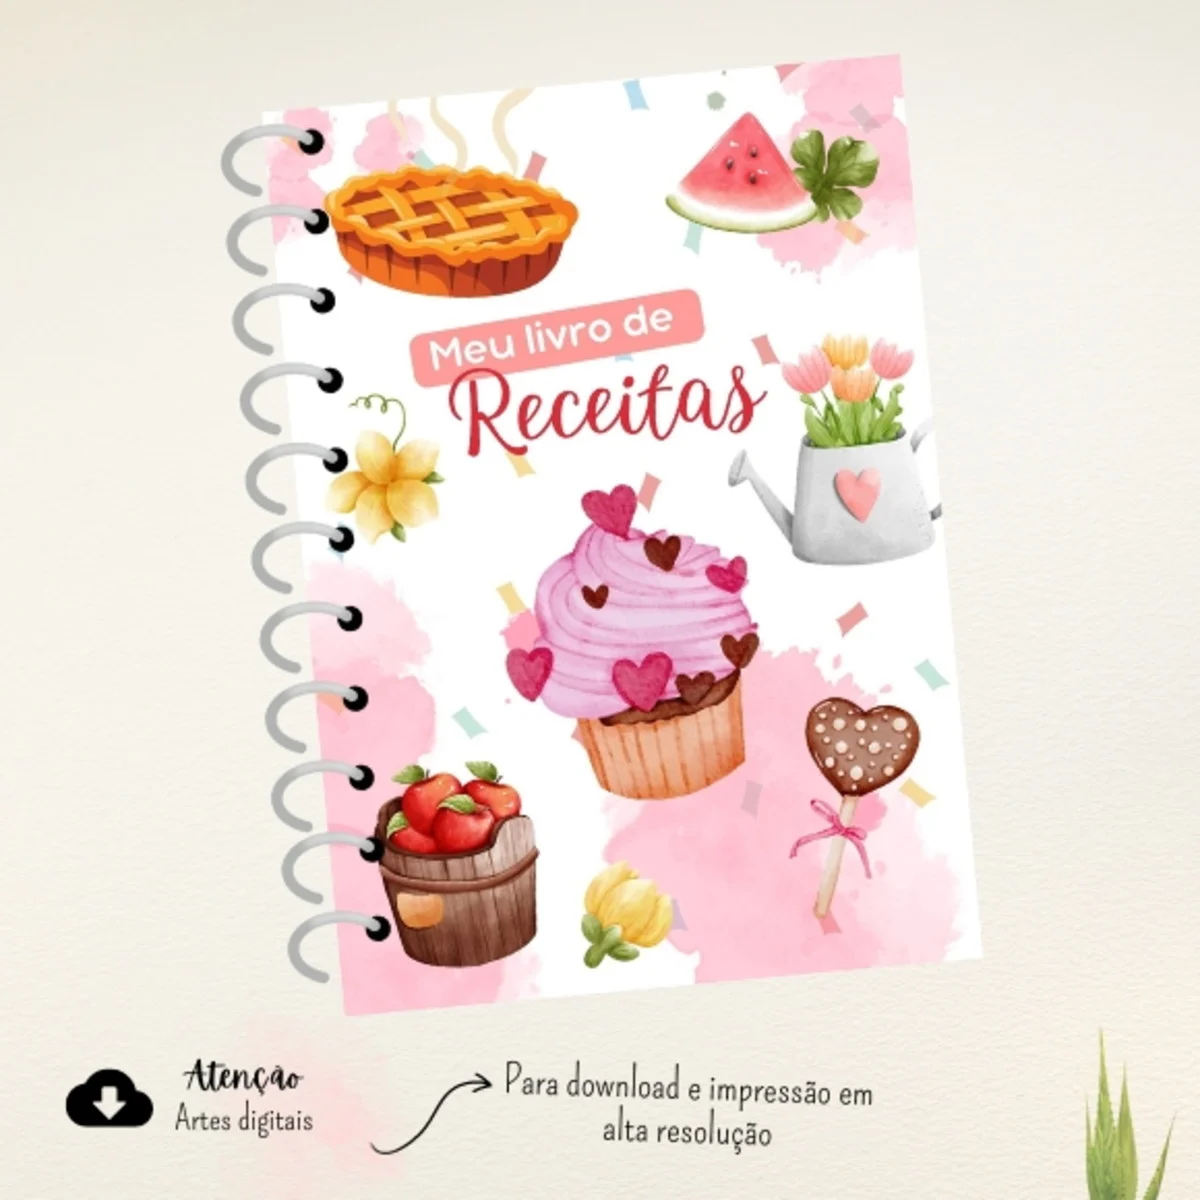 Meu livro de
Receitas
Atenção
Artes digitais
Para download e impressão em
alta resolução